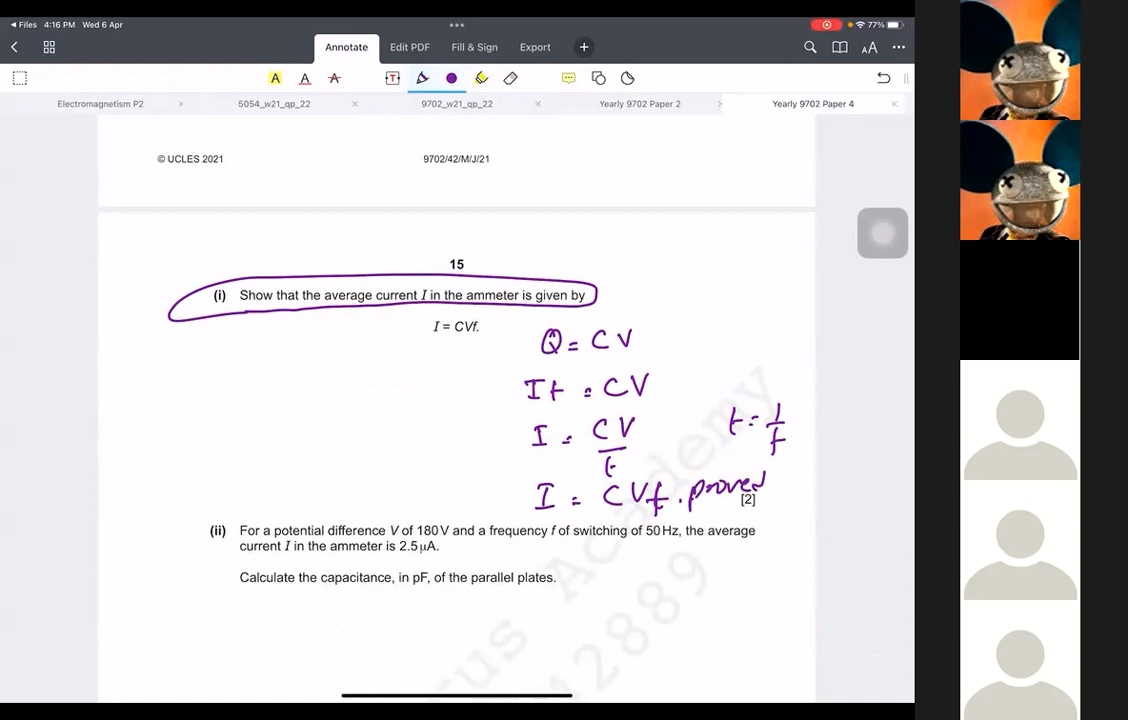 Files 4:16 PM Wed 6 Apr 77%
Annotate Edit PDF Fill & Sign Export
Electromagnetism P2 5054_w21_qp_22 9702_w21_qp_22 Yearly 9702 Paper 2 Yearly 9702 Paper 4
© UCLES 2021 9702/42/M/J/21
15
(i) Show that the average current I in the ammeter is given by
I = CVf.
Q = CV
It = CV
I = CV/t
t = 1/f
I = CVf. proved
[2]
(ii) For a potential difference V of 180 V and a frequency f of switching of 50 Hz, the average
current I in the ammeter is 2.5 μA.
Calculate the capacitance, in pF, of the parallel plates.
Academy
12889